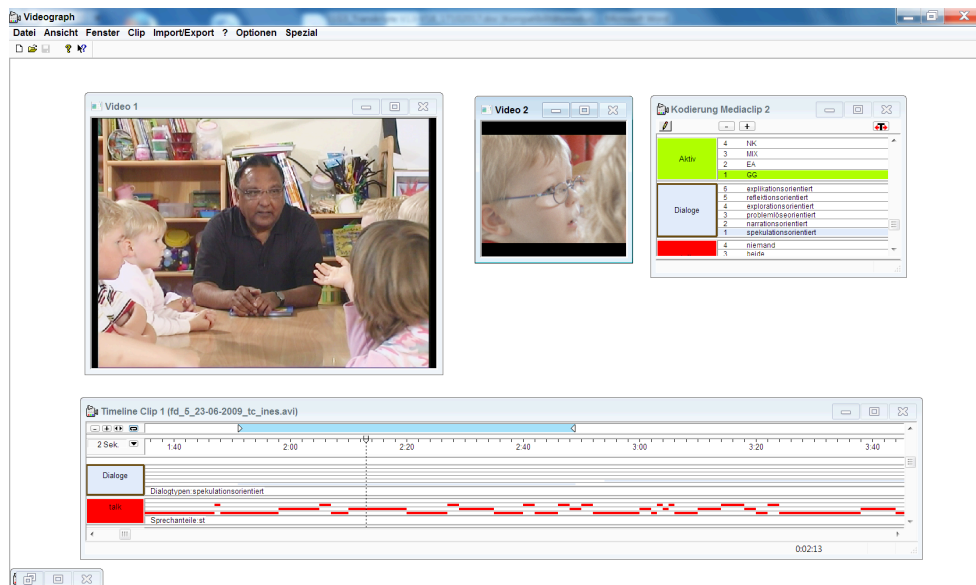 Videograph
Datei Ansicht Fenster Clip Import/Export ? Optionen Spezial
Video 1
Video 2
Kodierung Mediaclip 2
- +
Aktiv
4 NK
3 MIX
2 EA
1 GG
Dialoge
6 explikationsorientiert
5 reflektionsorientiert
4 explorationsorientiert
3 problemlöseorientiert
2 narrationsorientiert
1 spekulationsorientiert
4 niemand
3 beide
Timeline Clip 1 (fd_5_23-06-2009_tc_ines.avi)
2 Sek. 1:40 2:00 2:20 2:40 3:00 3:20 3:40
Dialoge
Dialogtypen:spekulationsorientiert
talk
Sprechanteile:st
0:02:13